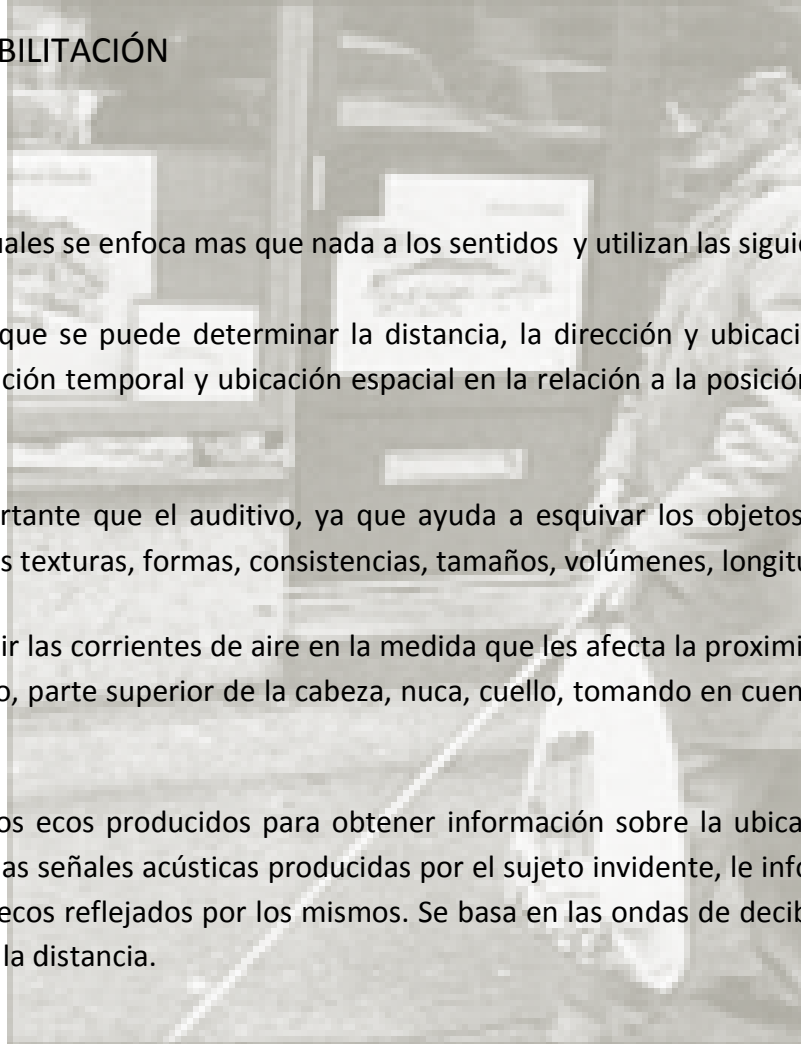 BILITACIÓN
uales se enfoca mas que nada a los sentidos y utilizan las siguie
que se puede determinar la distancia, la dirección y ubicaci
ción temporal y ubicación espacial en la relación a la posición
rtante que el auditivo, ya que ayuda a esquivar los objetos
s texturas, formas, consistencias, tamaños, volúmenes, longitu
ir las corrientes de aire en la medida que les afecta la proximi
o, parte superior de la cabeza, nuca, cuello, tomando en cuen
os ecos producidos para obtener información sobre la ubica
as señales acústicas producidas por el sujeto invidente, le info
ecos reflejados por los mismos. Se basa en las ondas de decib
la distancia.